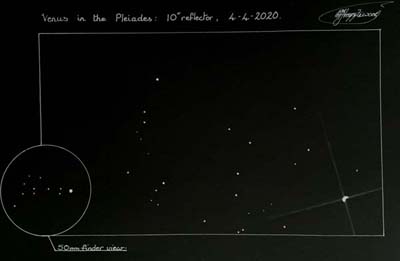 Venus in the Pleiades: 10" reflector, 4-4-2020.
50mm finder view.